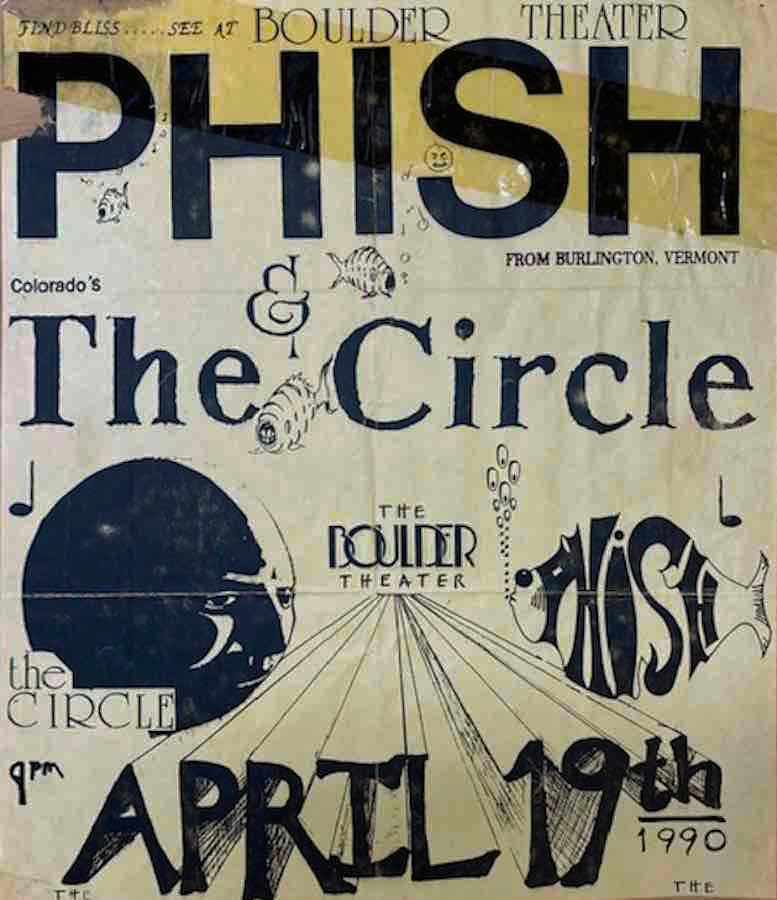 FIND BLISS.....SEE AT BOULDER THEATER
PHISH
FROM BURLINGTON, VERMONT
&
Colorado's
The Circle
THE
BOULDER
THEATER
PHiSH
the
CIRCLE
9pm
APRIL 19th
1990
THE THE